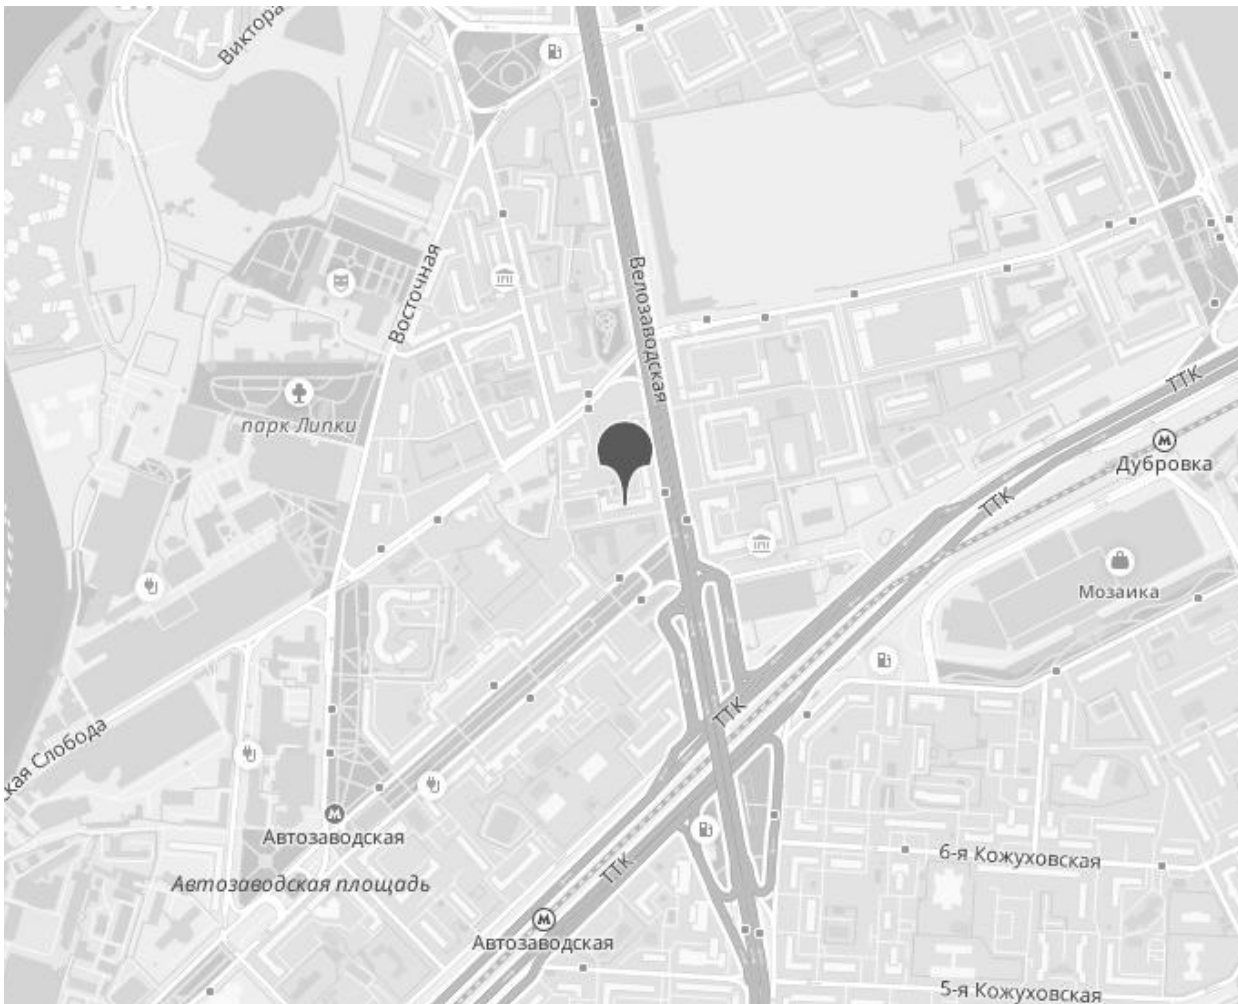 Виктора
Восточная
Велозаводская
парк Липки
ТТК
Дубровка
ТТК
Мозаика
ТТК
кая Слобода
Автозаводская
ТТК
6-я Кожуховская
Автозаводская площадь
Автозаводская
5-я Кожуховская